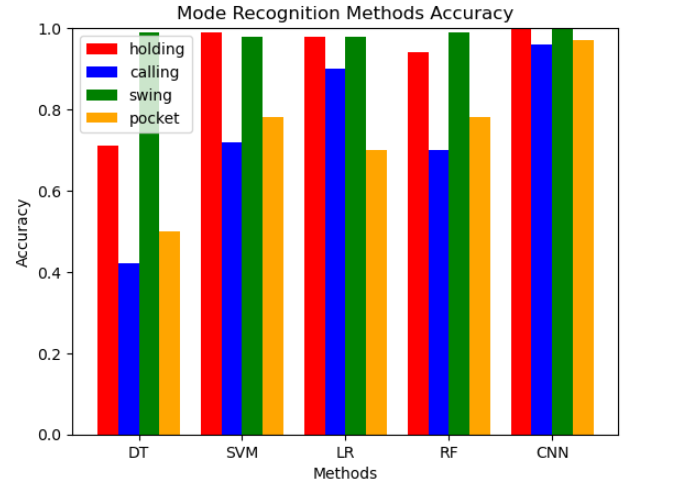 Mode Recognition Methods Accuracy
1.0
0.8
0.6
0.4
0.2
0.0
Accuracy
holding
calling
swing
pocket
DT SVM LR RF CNN
Methods